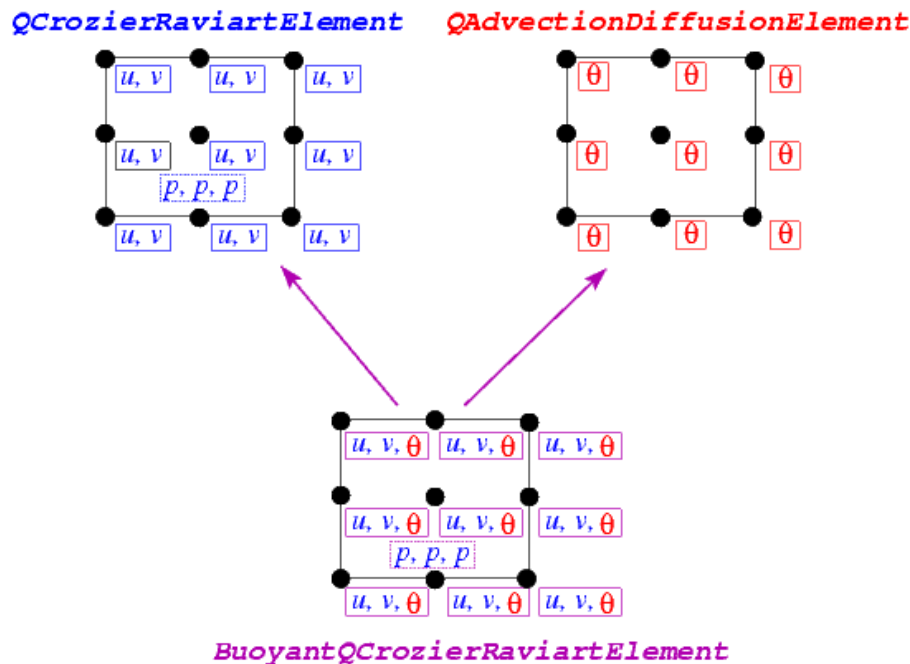 QCrozierRaviartElement QAdvectionDiffusionElement
u, v u, v u, v θ θ θ
u, v u, v u, v θ θ θ
p, p, p
u, v u, v u, v θ θ θ
u, v, θ u, v, θ u, v, θ
u, v, θ u, v, θ u, v, θ
p, p, p
u, v, θ u, v, θ u, v, θ
BuoyantQCrozierRaviartElement